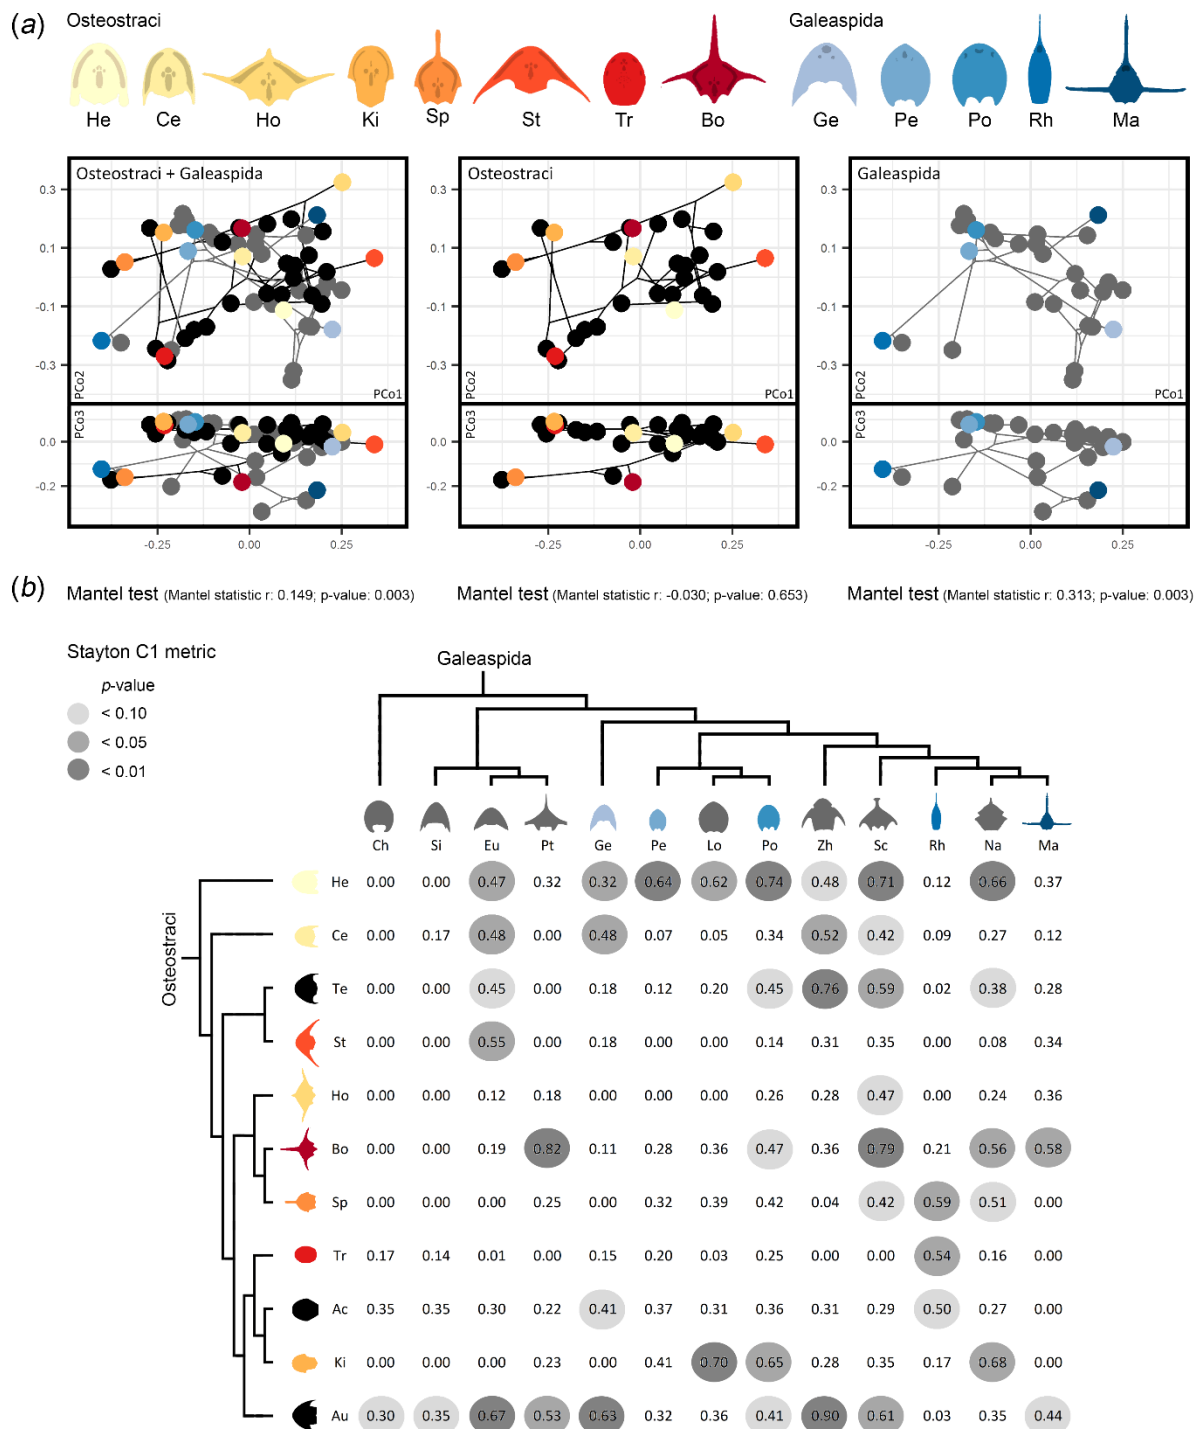 (a) Osteostraci Galeaspida
He Ce Ho Ki Sp St Tr Bo Ge Pe Po Rh Ma
Osteostraci + Galeaspida Osteostraci Galeaspida
0.3
0.1
-0.1
-0.3
PCo2 PCo1 PCo2 PCo1 PCo2 PCo1
PCo3 PCo3 PCo3
0.0
-0.2
-0.25 0.00 0.25 -0.25 0.00 0.25 -0.25 0.00 0.25
(b) Mantel test (Mantel statistic r: 0.149; p-value: 0.003) Mantel test (Mantel statistic r: -0.030; p-value: 0.653) Mantel test (Mantel statistic r: 0.313; p-value: 0.003)
Stayton C1 metric
p-value
< 0.10
< 0.05
< 0.01
Galeaspida
Ch Si Eu Pt Ge Pe Lo Po Zh Sc Rh Na Ma
Osteostraci
He 0.00 0.00 0.47 0.32 0.32 0.64 0.62 0.74 0.48 0.71 0.12 0.66 0.37
Ce 0.00 0.17 0.48 0.00 0.48 0.07 0.05 0.34 0.52 0.42 0.09 0.27 0.12
Te 0.00 0.00 0.45 0.00 0.18 0.12 0.20 0.45 0.76 0.59 0.02 0.38 0.28
St 0.00 0.00 0.55 0.00 0.18 0.00 0.00 0.14 0.31 0.35 0.00 0.08 0.34
Ho 0.00 0.00 0.12 0.18 0.00 0.00 0.00 0.26 0.28 0.47 0.00 0.24 0.36
Bo 0.00 0.00 0.19 0.82 0.11 0.28 0.36 0.47 0.36 0.79 0.21 0.56 0.58
Sp 0.00 0.00 0.00 0.25 0.00 0.32 0.39 0.42 0.04 0.42 0.59 0.51 0.00
Tr 0.17 0.14 0.01 0.00 0.15 0.20 0.03 0.25 0.00 0.00 0.54 0.16 0.00
Ac 0.35 0.35 0.30 0.22 0.41 0.37 0.31 0.36 0.31 0.29 0.50 0.27 0.00
Ki 0.00 0.00 0.00 0.23 0.00 0.41 0.70 0.65 0.28 0.35 0.17 0.68 0.00
Au 0.30 0.35 0.67 0.53 0.63 0.32 0.36 0.41 0.90 0.61 0.03 0.35 0.44